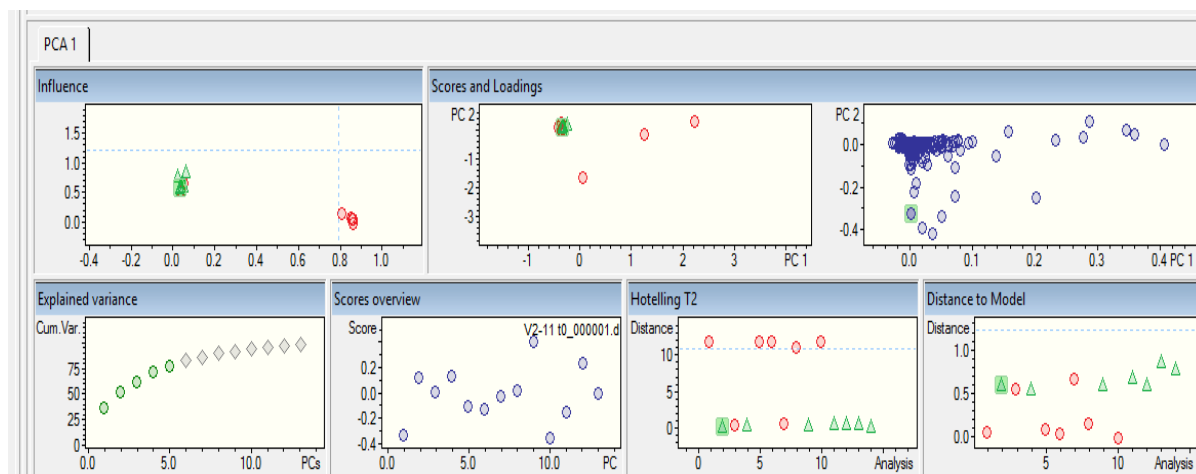 PCA 1
Influence
1.5
1.0
0.5
0.0
-0.4 -0.2 0.0 0.2 0.4 0.6 0.8 1.0
Scores and Loadings
PC 2
-1
-2
-3
-1 0 1 2 3 PC 1
PC 2
0.0
-0.2
-0.4
0.0 0.1 0.2 0.3 0.4 PC 1
Explained variance
Cum.Var.
75
50
25
0
0.0 5.0 10.0 PCs
Scores overview
Score
V2-11 t0_000001.d
0.2
0.0
-0.2
-0.4
0.0 5.0 10.0 PC
Hotelling T2
Distance
10
5
0
0 5 10 Analysis
Distance to Model
Distance
1.0
0.5
0.0
5 10 Analysis